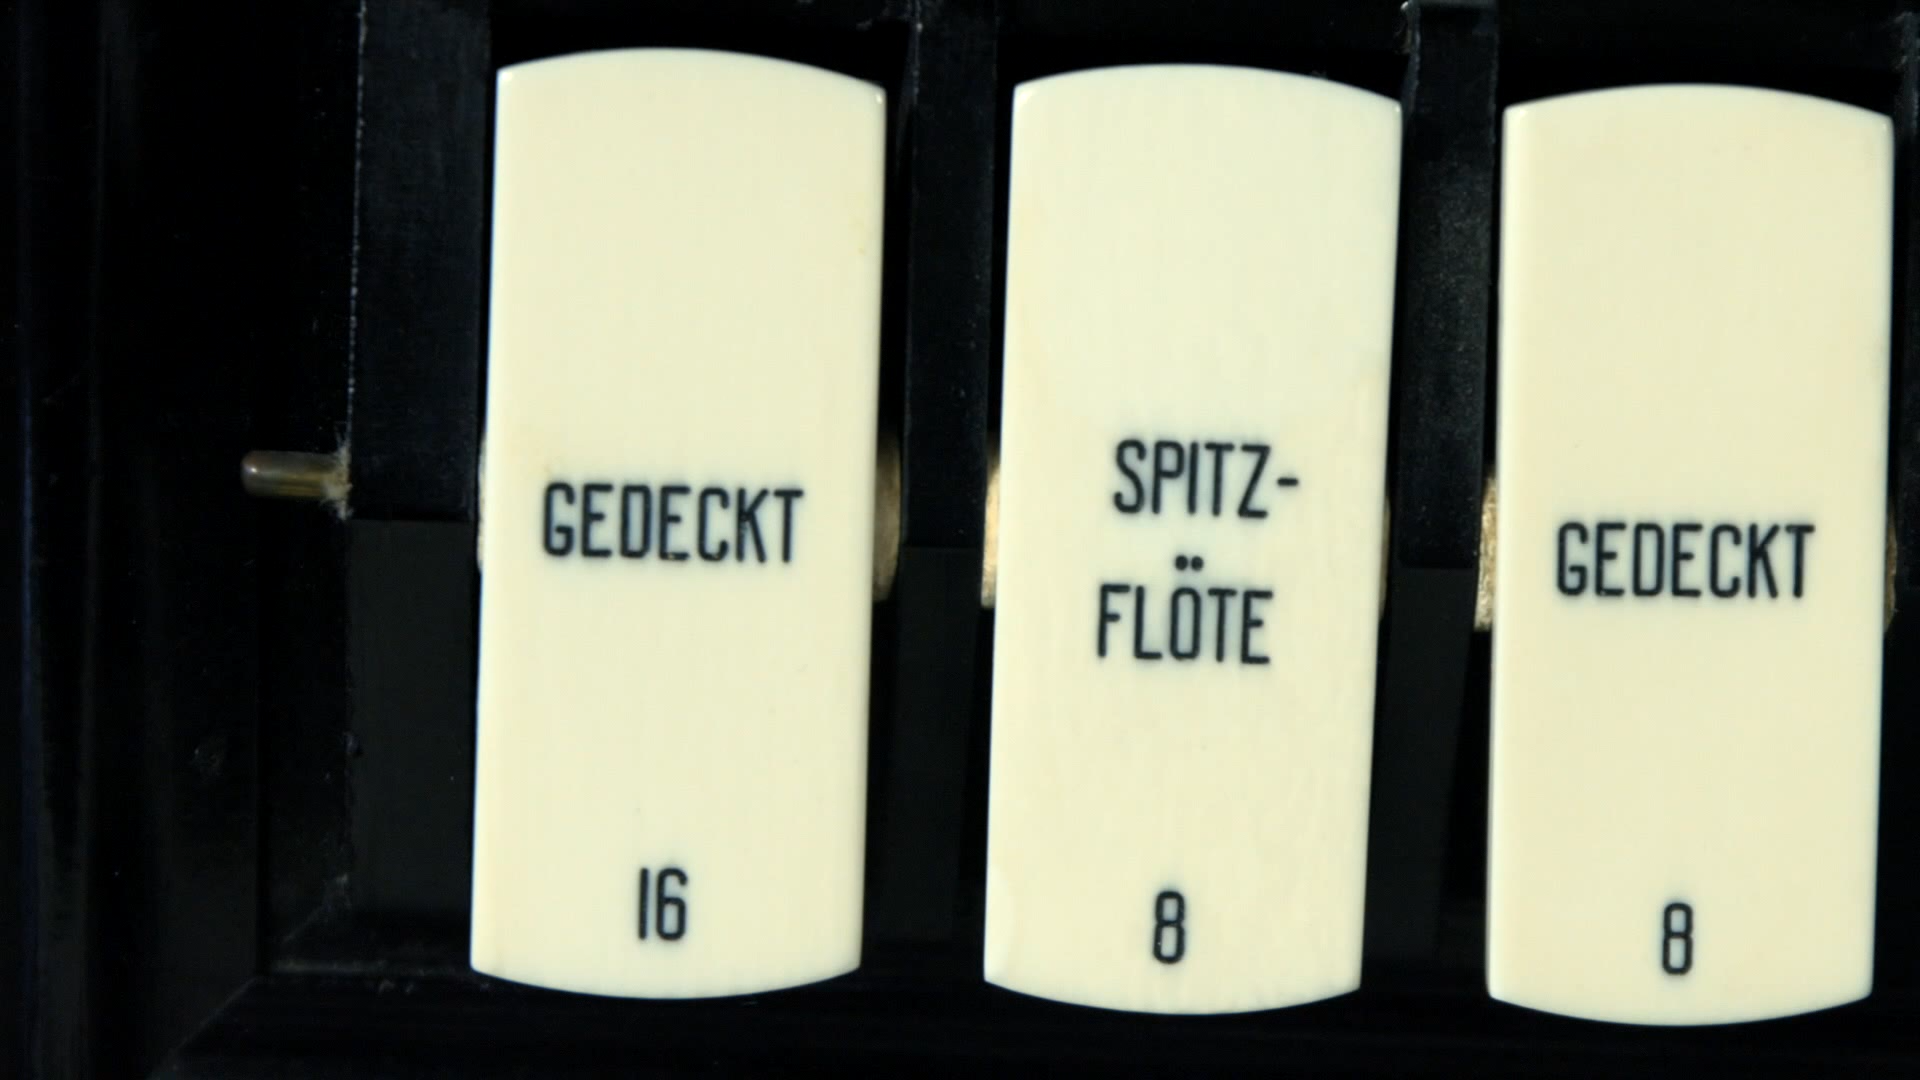 GEDECKT
16
SPITZ-
FLÖTE
8
GEDECKT
8